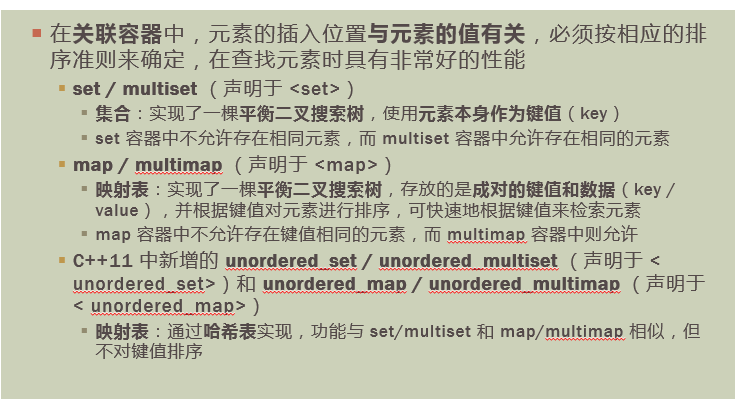 在关联容器中，元素的插入位置与元素的值有关，必须按相应的排
序准则来确定，在查找元素时具有非常好的性能
set / multiset （声明于 <set>）
集合：实现了一棵平衡二叉搜索树，使用元素本身作为键值（key）
set 容器中不允许存在相同元素，而 multiset 容器中允许存在相同的元素
map / multimap （声明于 <map>）
映射表：实现了一棵平衡二叉搜索树，存放的是成对的键值和数据（key /
value），并根据键值对元素进行排序，可快速地根据键值来检索元素
map 容器中不允许存在键值相同的元素，而 multimap 容器中则允许
C++11 中新增的 unordered_set / unordered_multiset （声明于 <
unordered_set>）和 unordered_map / unordered_multimap （声明于
< unordered_map>）
映射表：通过哈希表实现，功能与 set/multiset 和 map/multimap 相似，但
不对键值排序